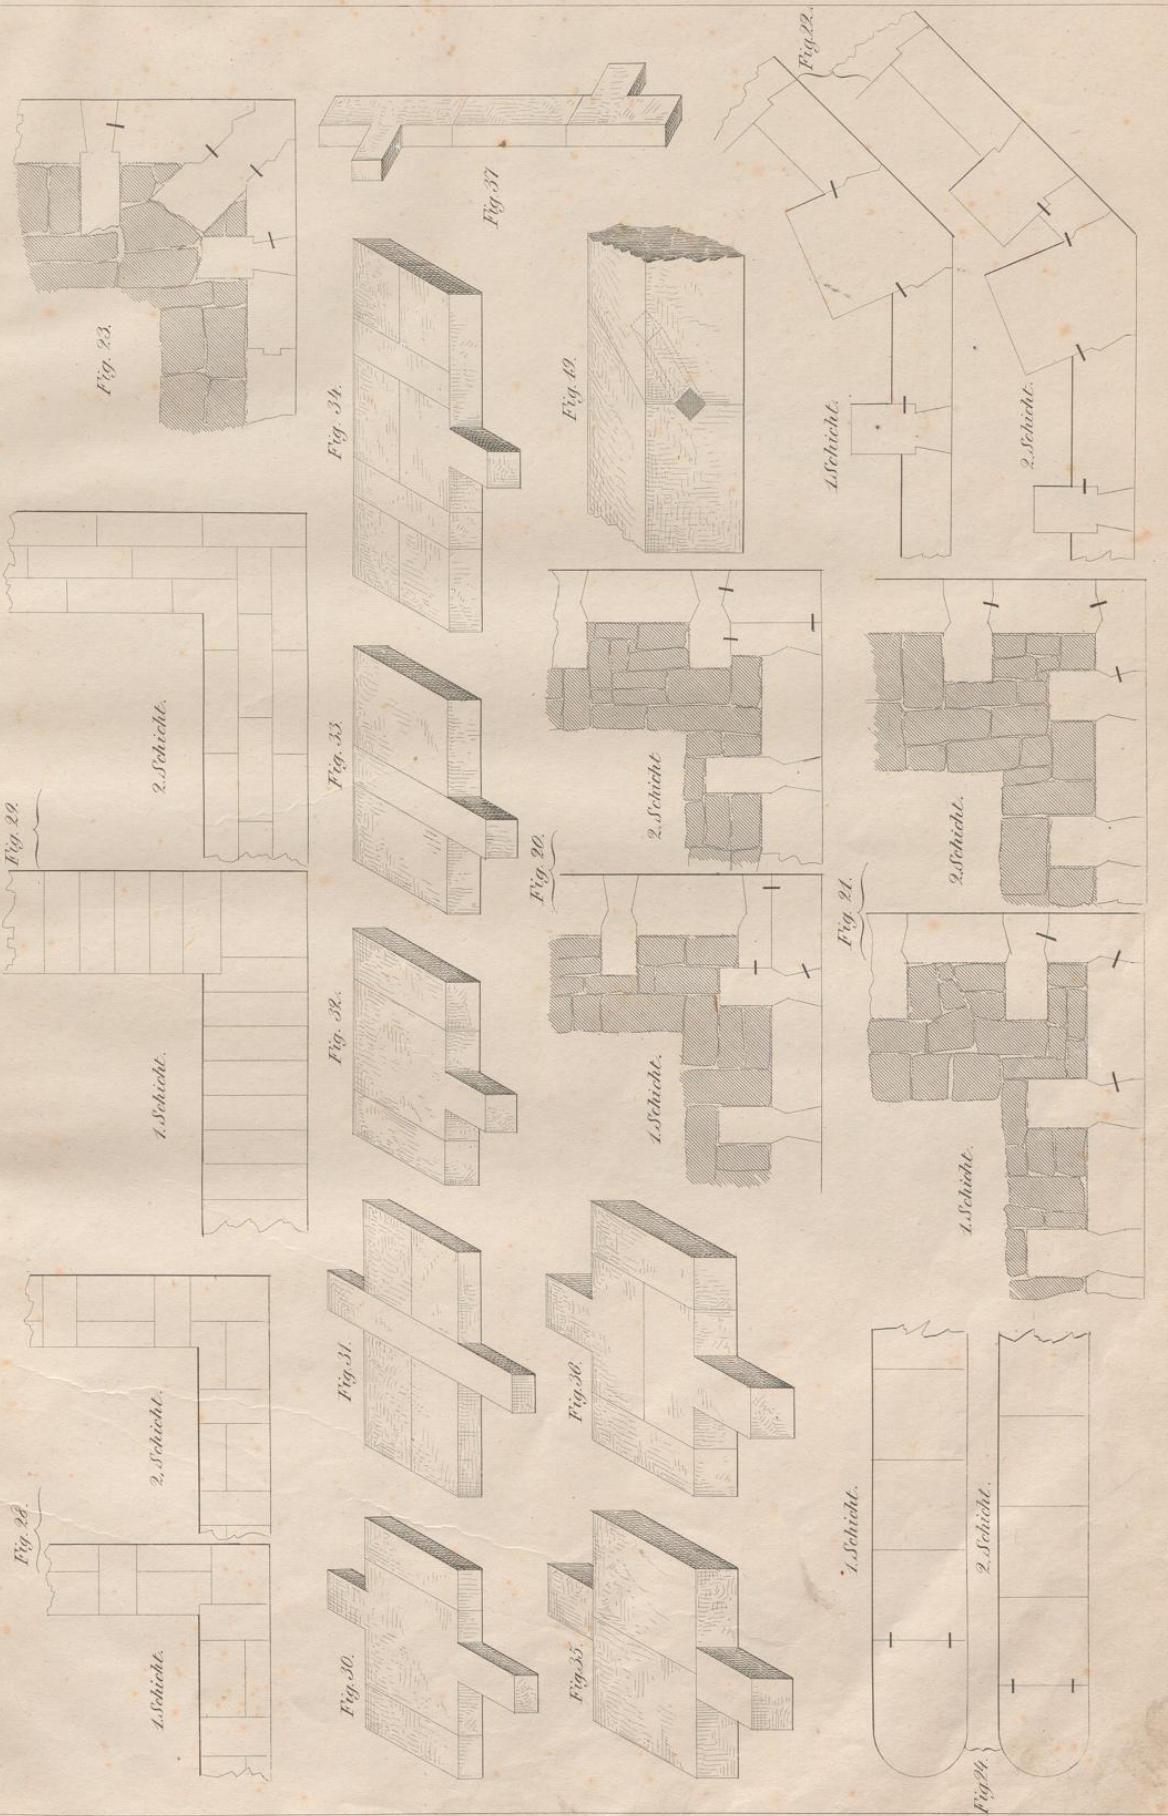 Fig. 28.
1. Schicht.
2. Schicht.
Fig. 29.
1. Schicht.
2. Schicht.
Fig. 23.
Fig. 30.
Fig. 31.
Fig. 32.
Fig. 33.
Fig. 34.
Fig. 37
Fig. 35.
Fig. 36.
Fig. 20.
1. Schicht.
2. Schicht
Fig. 19.
Fig. 24.
1. Schicht.
2. Schicht.
Fig. 21.
1. Schicht.
2. Schicht.
Fig. 22.
1. Schicht.
2. Schicht.